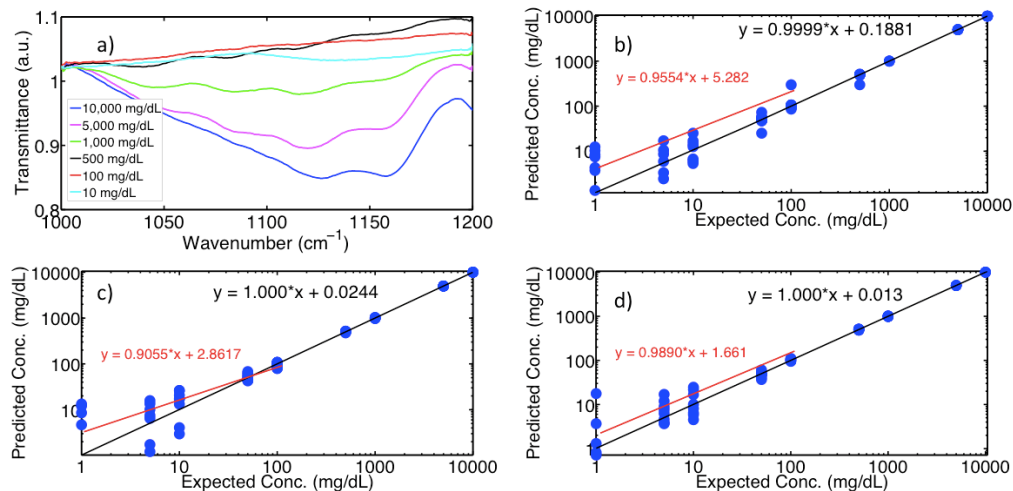 a)
1.1
1
0.9
0.8
Transmittance (a.u.)
10,000 mg/dL
5,000 mg/dL
1,000 mg/dL
500 mg/dL
100 mg/dL
10 mg/dL
1000
1050
1100
1150
1200
Wavenumber (cm⁻¹)
b)
y = 0.9999*x + 0.1881
y = 0.9554*x + 5.282
10000
1000
100
10
Predicted Conc. (mg/dL)
1
10
100
1000
10000
Expected Conc. (mg/dL)
c)
y = 1.000*x + 0.0244
y = 0.9055*x + 2.8617
10000
1000
100
10
Predicted Conc. (mg/dL)
1
10
100
1000
10000
Expected Conc. (mg/dL)
d)
y = 1.000*x + 0.013
y = 0.9890*x + 1.661
10000
1000
100
10
Predicted Conc. (mg/dL)
1
10
100
1000
10000
Expected Conc. (mg/dL)